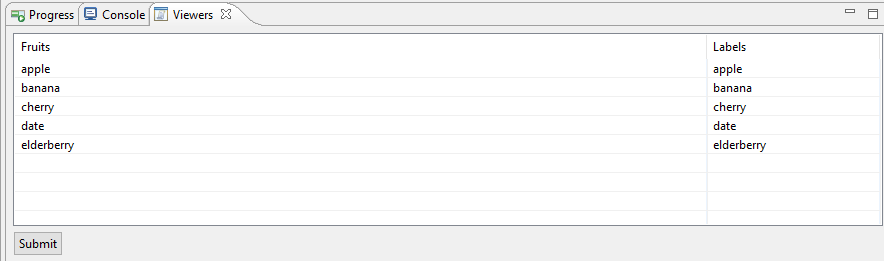 Progress Console Viewers
Fruits Labels
apple apple
banana banana
cherry cherry
date date
elderberry elderberry
Submit